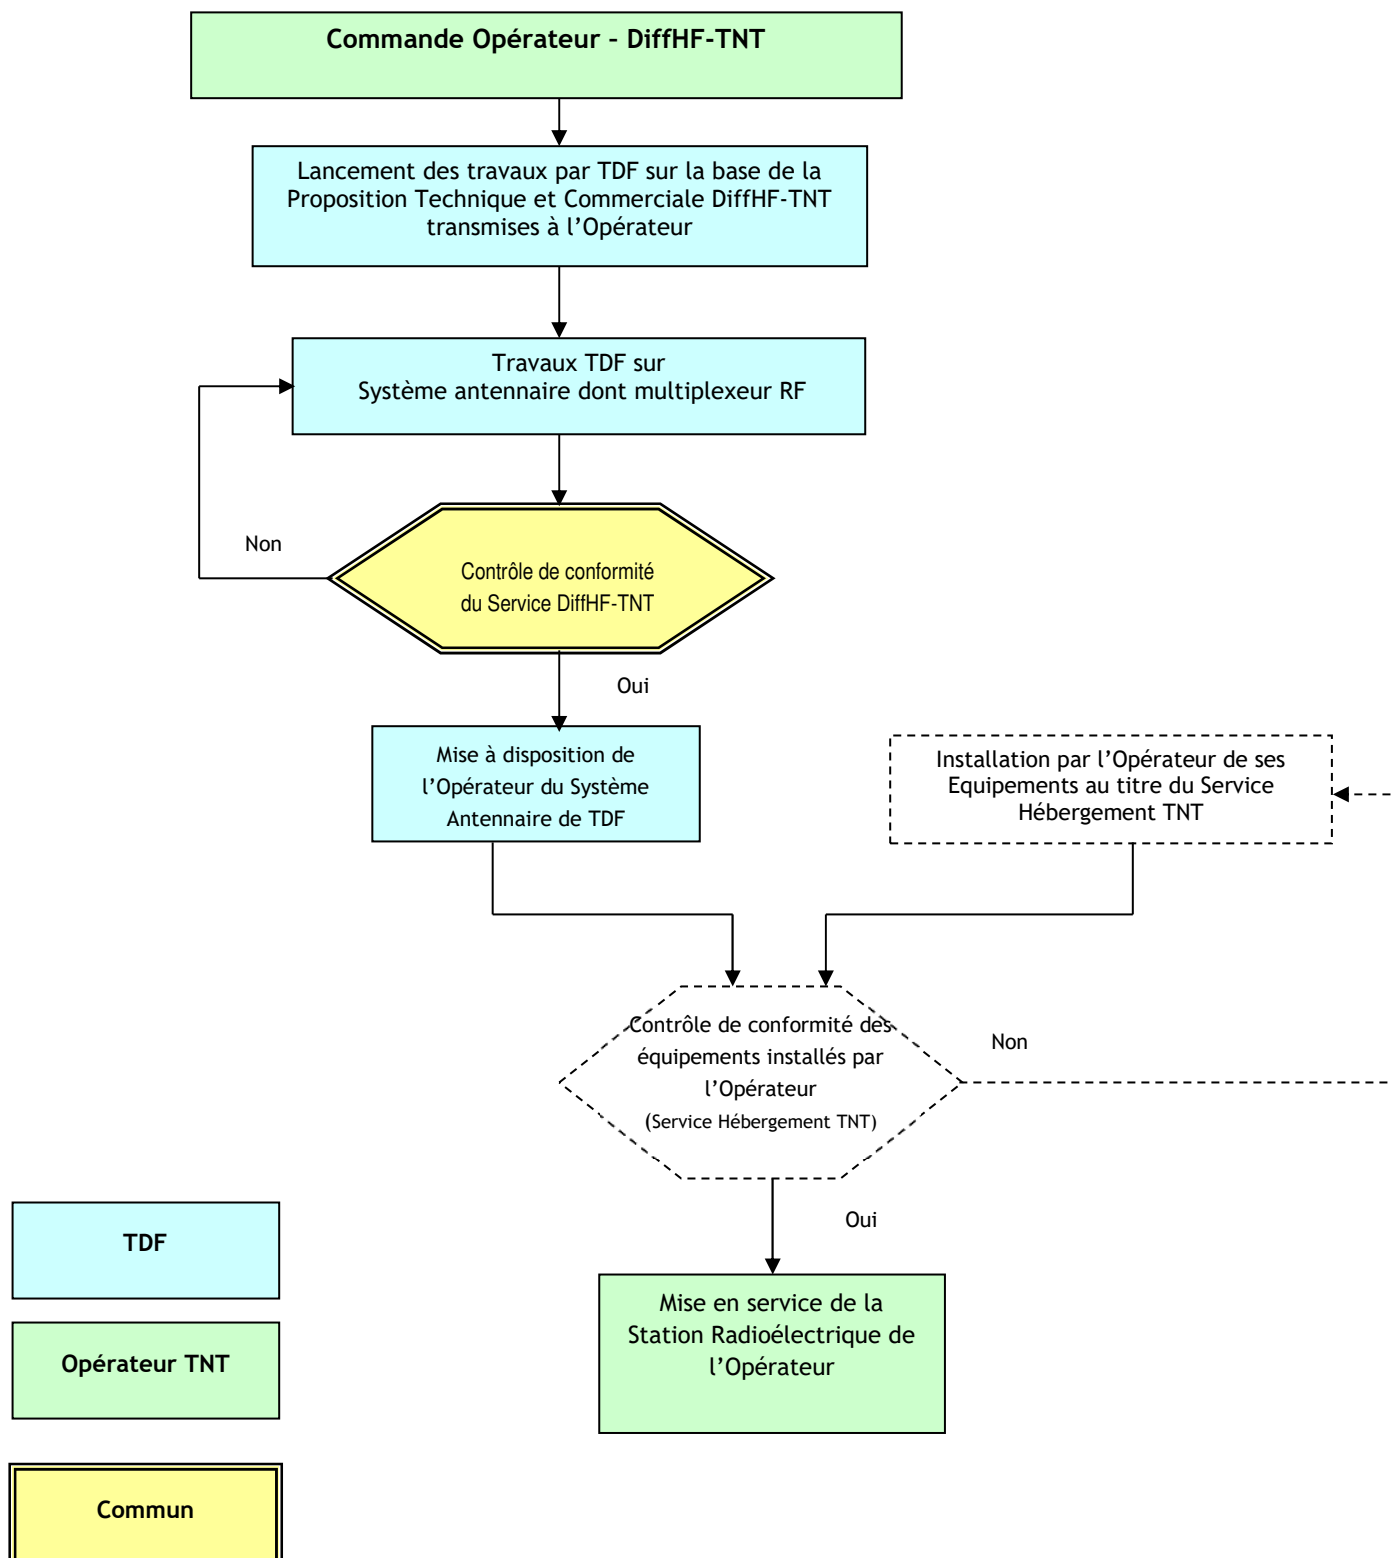 Commande Opérateur – DiffHF-TNT
Lancement des travaux par TDF sur la base de la
Proposition Technique et Commerciale DiffHF-TNT
transmises à l’Opérateur
Travaux TDF sur
Système antennaire dont multiplexeur RF
Non
Contrôle de conformité
du Service DiffHF-TNT
Oui
Mise à disposition de
l’Opérateur du Système
Antennaire de TDF
Installation par l’Opérateur de ses
Equipements au titre du Service
Hébergement TNT
Contrôle de conformité des
équipements installés par
l’Opérateur
(Service Hébergement TNT)
Non
Oui
Mise en service de la
Station Radioélectrique de
l’Opérateur
TDF
Opérateur TNT
Commun